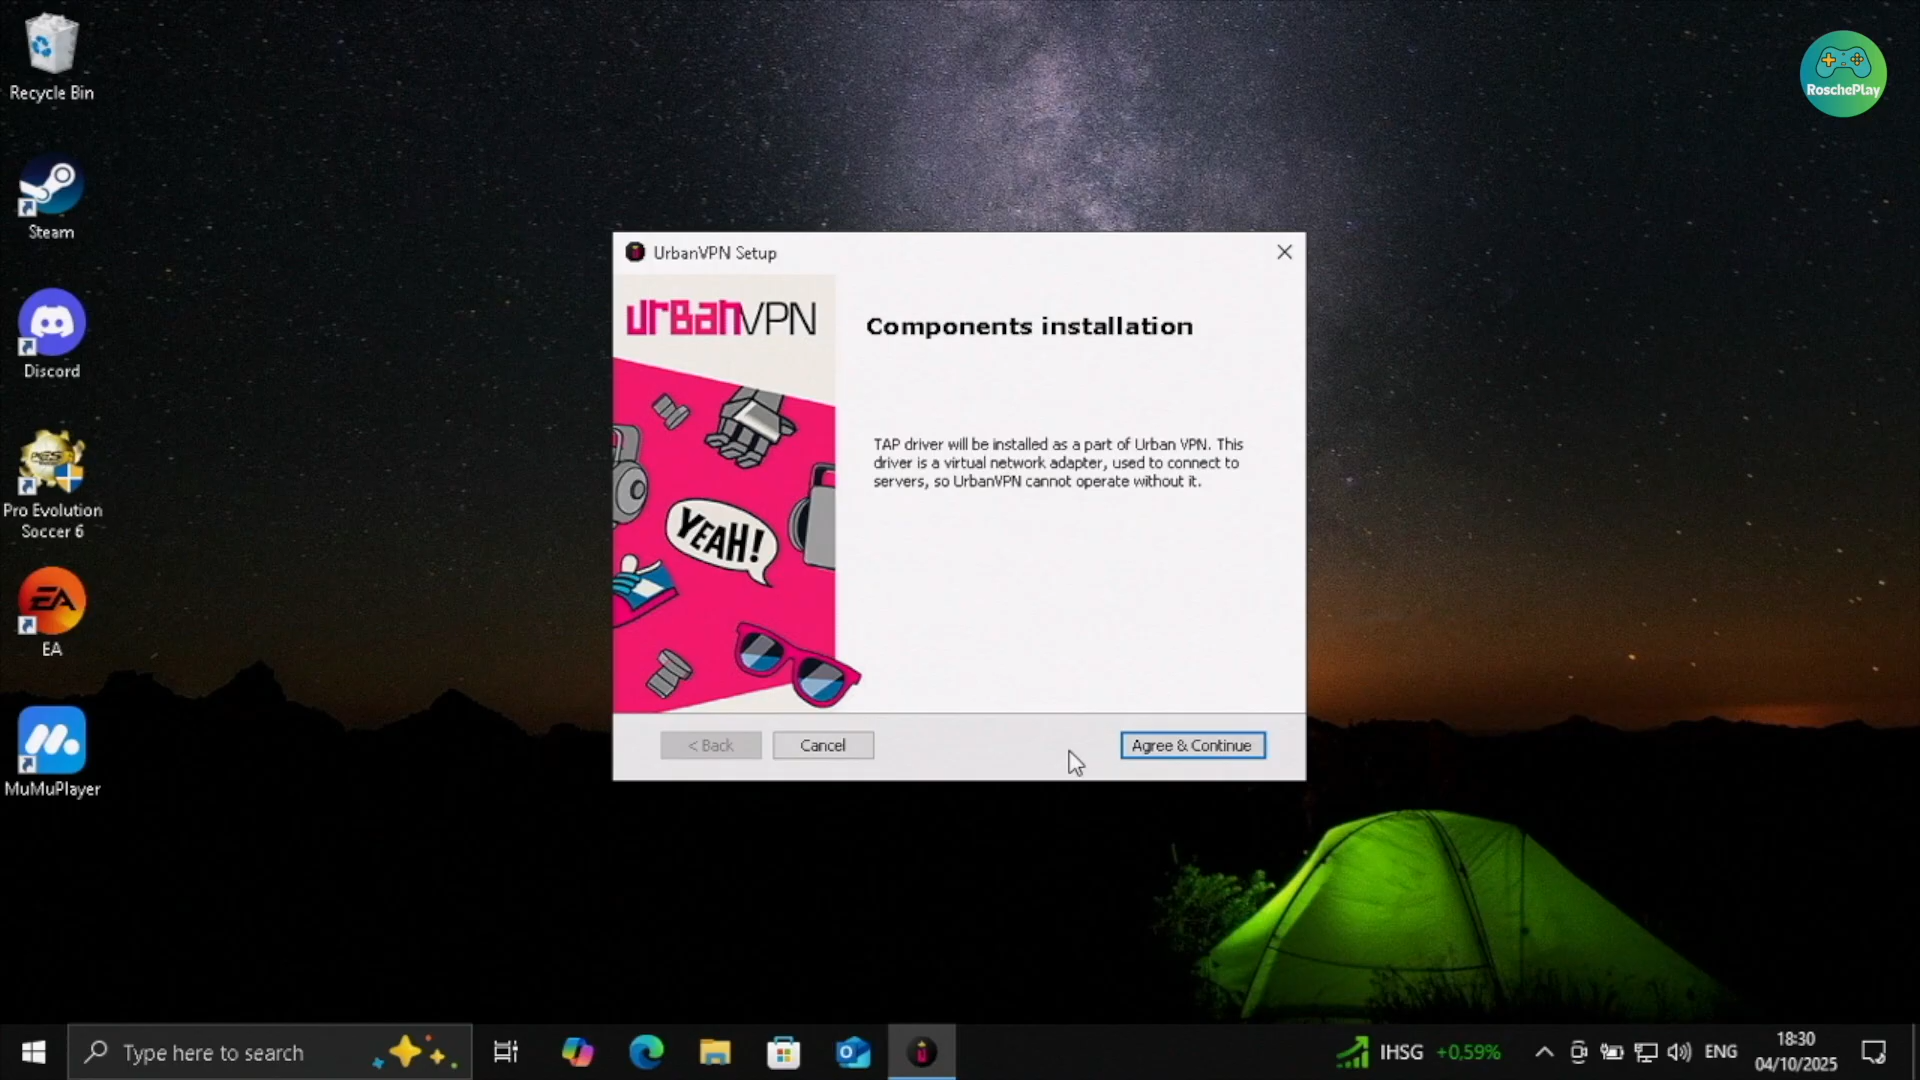 Recycle Bin
Steam
Discord
Pro Evolution
Soccer 6
EA
MuMuPlayer
RoschePlay
UrbanVPN Setup
urbanVPN
YEAH!
Components installation
TAP driver will be installed as a part of Urban VPN. This
driver is a virtual network adapter, used to connect to
servers, so UrbanVPN cannot operate without it.
< Back
Cancel
Agree & Continue
Type here to search
IHSG +0,59%
ENG
18:30
04/10/2025